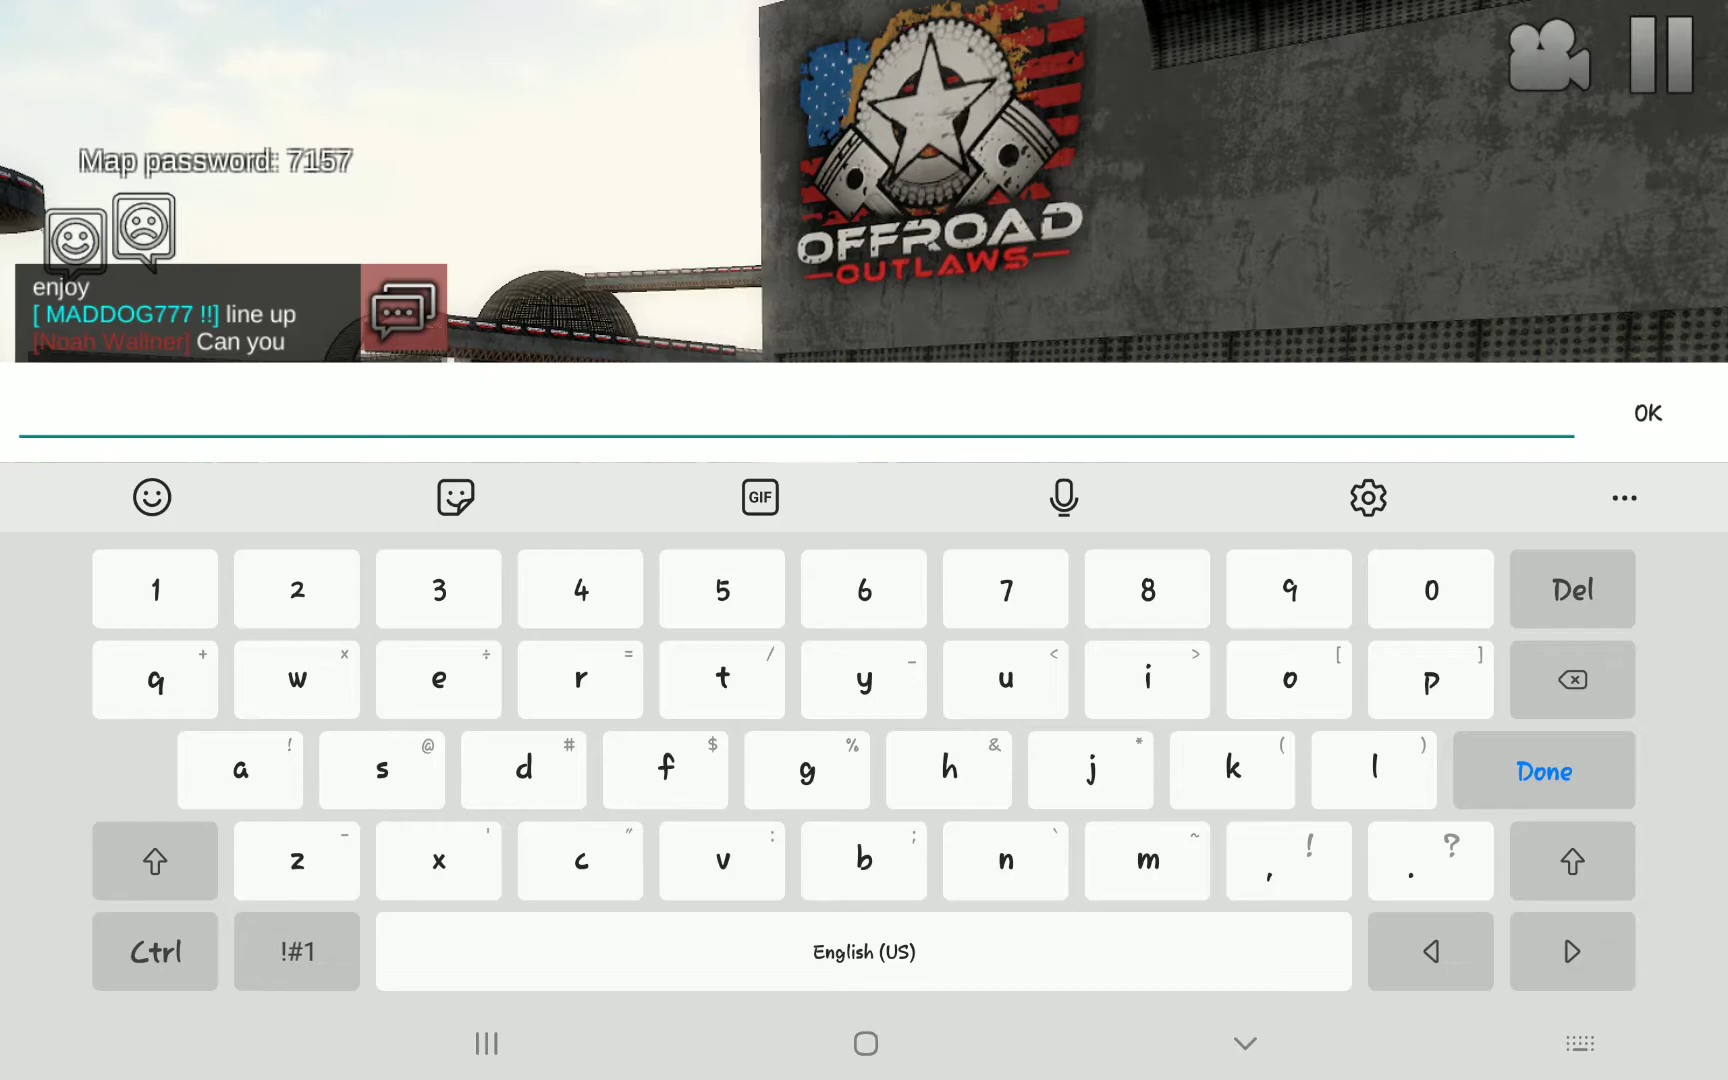 OFFROAD
OUTLAWS
Map password: 7157
enjoy
[ MADDOG777 !!] line up
[Noah Wallner] Can you
OK
GIF
1 2 3 4 5 6 7 8 9 0 Del
q + w × e ÷ r = t / y _ u < i > o [ p ]
a ! s @ d # f $ g % h & j * k ( l ) Done
z - x ' c " v : b ; n ` m ~ , ! . ?
Ctrl !#1 English (US)